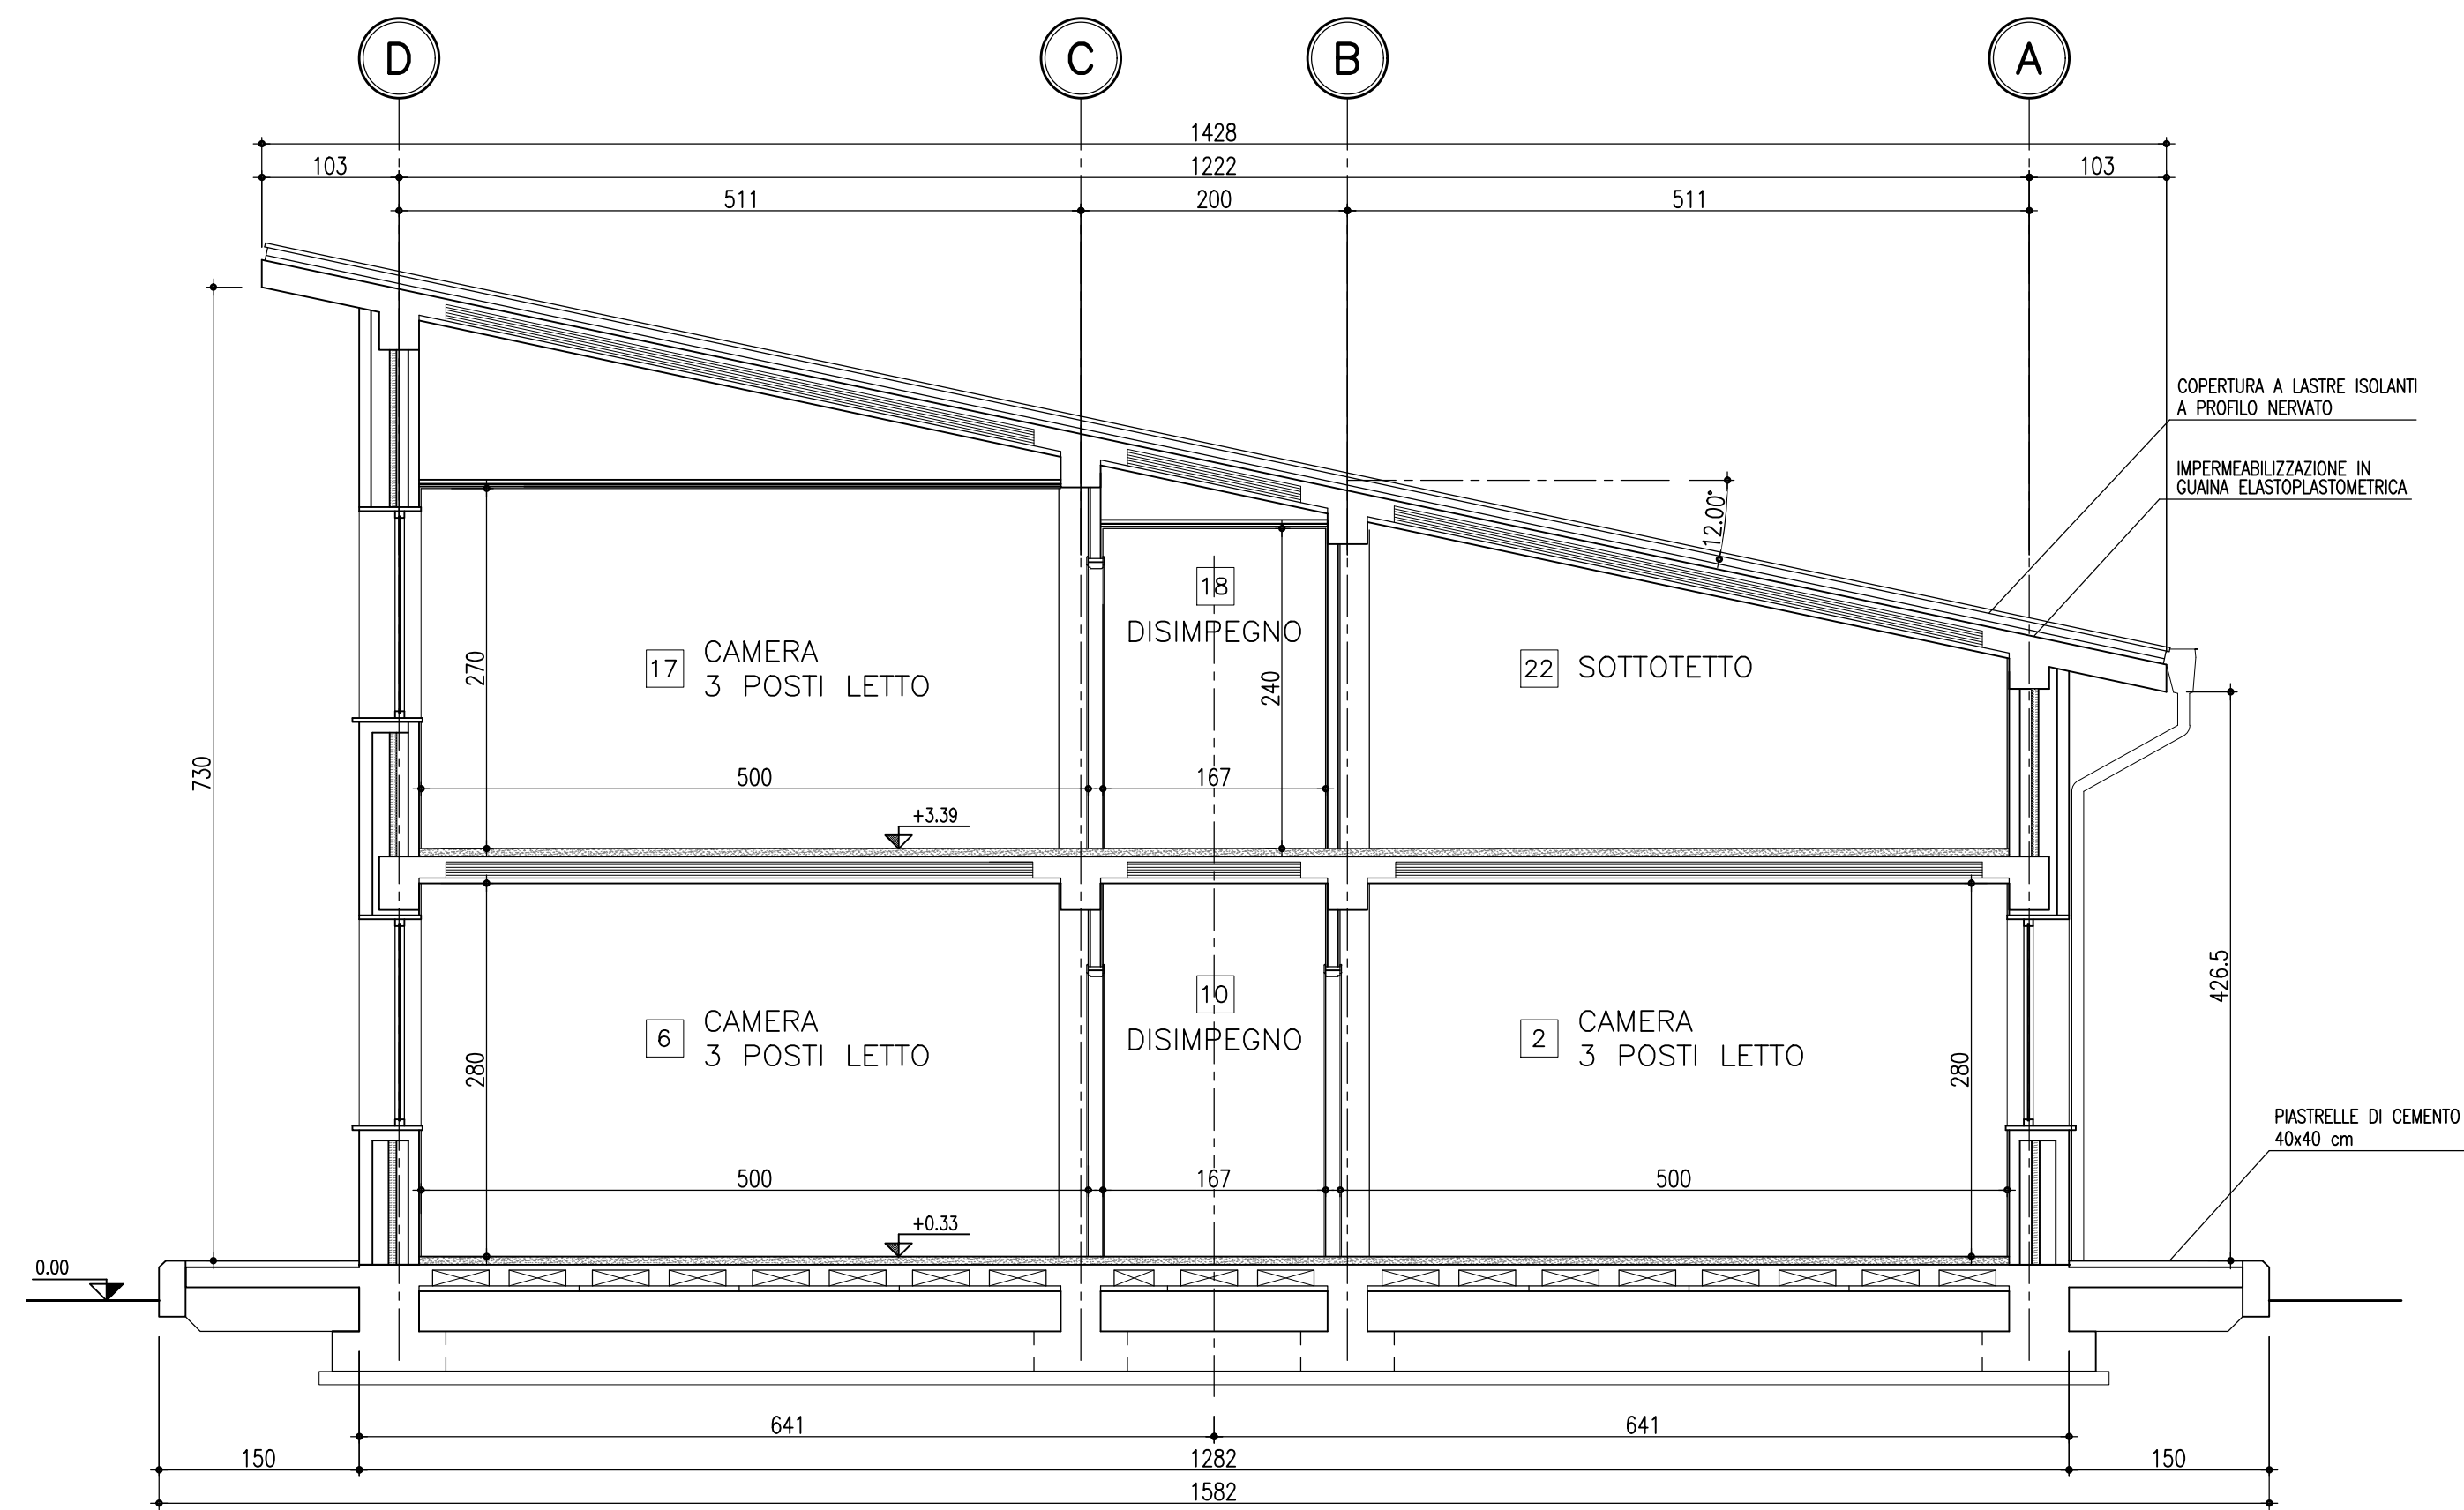 D
C
B
A
1428
103
1222
103
511
200
511
COPERTURA A LASTRE ISOLANTI
A PROFILO NERVATO
IMPERMEABILIZZAZIONE IN
GUAINA ELASTOPLASTOMETRICA
12.00°
18
DISIMPEGNO
17
CAMERA
3 POSTI LETTO
22 SOTTOTETTO
270
240
730
500
167
+3.39
426.5
10
DISIMPEGNO
6
CAMERA
3 POSTI LETTO
2
CAMERA
3 POSTI LETTO
280
280
PIASTRELLE DI CEMENTO
40x40 cm
500
167
500
+0.33
0.00
641
641
150
1282
150
1582